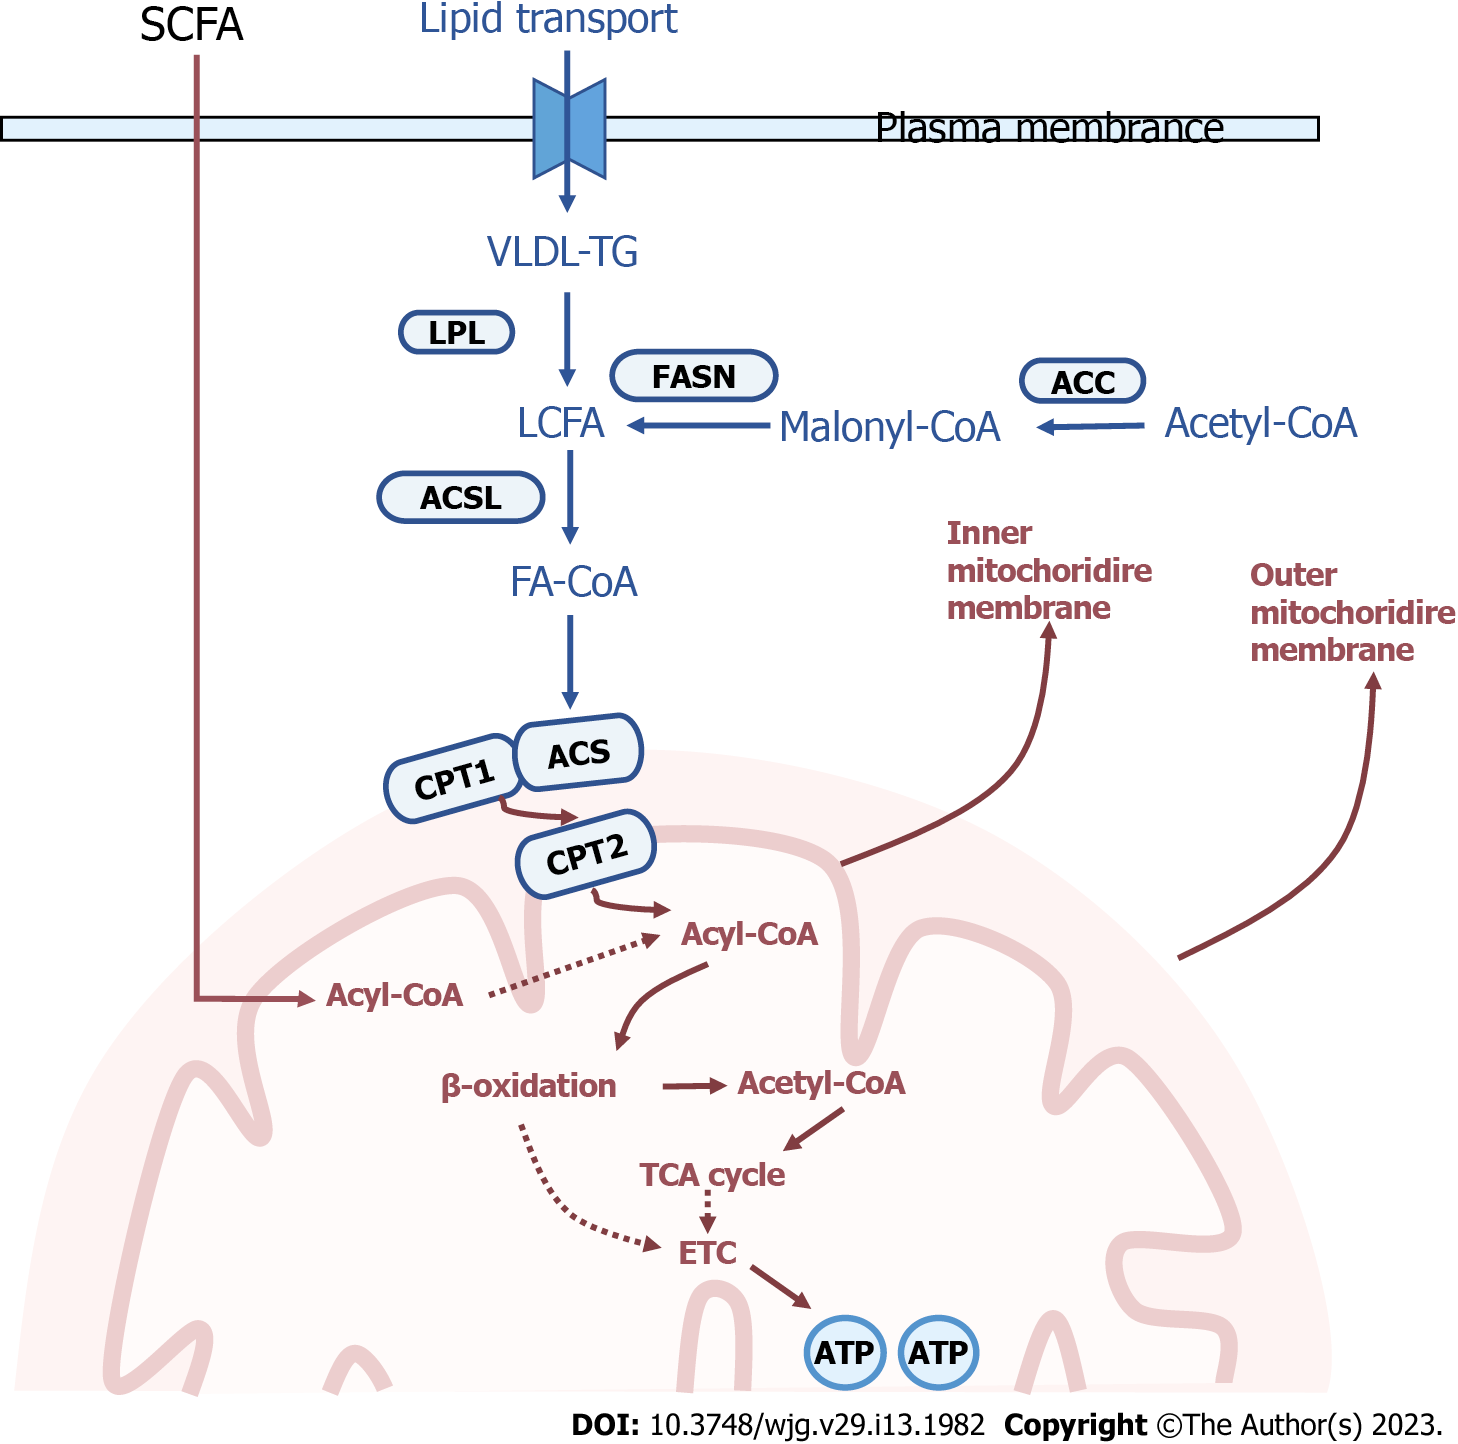 SCFA
Lipid transport
Plasma membrance
VLDL-TG
LPL
FASN
ACC
LCFA
Malonyl-CoA
Acetyl-CoA
ACSL
Inner
mitochoridire
membrane
Outer
mitochoridire
membrane
FA-CoA
CPT1
ACS
CPT2
Acyl-CoA
Acyl-CoA
β-oxidation
Acetyl-CoA
TCA cycle
ETC
ATP
ATP
DOI: 10.3748/wjg.v29.i13.1982 Copyright ©The Author(s) 2023.